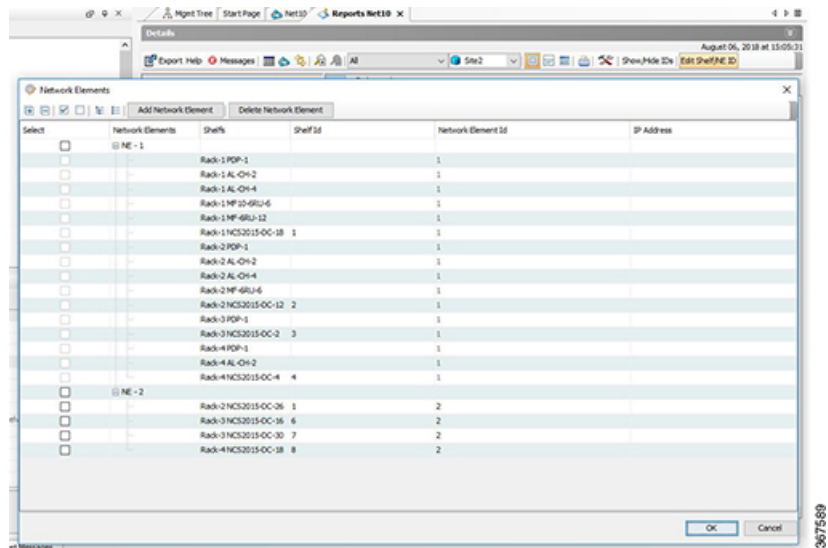 Mgmt Tree Start Page Net10 Reports Net10
Details
August 06, 2018 at 15:05:31
Export Help Messages All Site2 Show/Hide IDs Edit Shelf/NE ID
Network Elements
Add Network Element Delete Network Element
Select Network Elements Shelfs Shelf Id Network Element Id IP Address
NE - 1
Rack-1 PDP-1 1
Rack-1 AL-CH-2 1
Rack-1 AL-CH-4 1
Rack-1 MF10-6RU-6 1
Rack-1 MF-6RU-12 1
Rack-1 NCS2015-DC-18 1 1
Rack-2 PDP-1 1
Rack-2 AL-CH-2 1
Rack-2 AL-CH-4 1
Rack-2 MF-6RU-6 1
Rack-2 NCS2015-DC-12 2 1
Rack-3 PDP-1 1
Rack-3 NCS2015-DC-2 3 1
Rack-4 PDP-1 1
Rack-4 AL-CH-2 1
Rack-4 NCS2015-DC-4 4 1
NE - 2
Rack-2 NCS2015-DC-26 1 2
Rack-3 NCS2015-DC-16 6 2
Rack-3 NCS2015-DC-30 7 2
Rack-4 NCS2015-DC-18 8 2
OK Cancel
367589
Messages